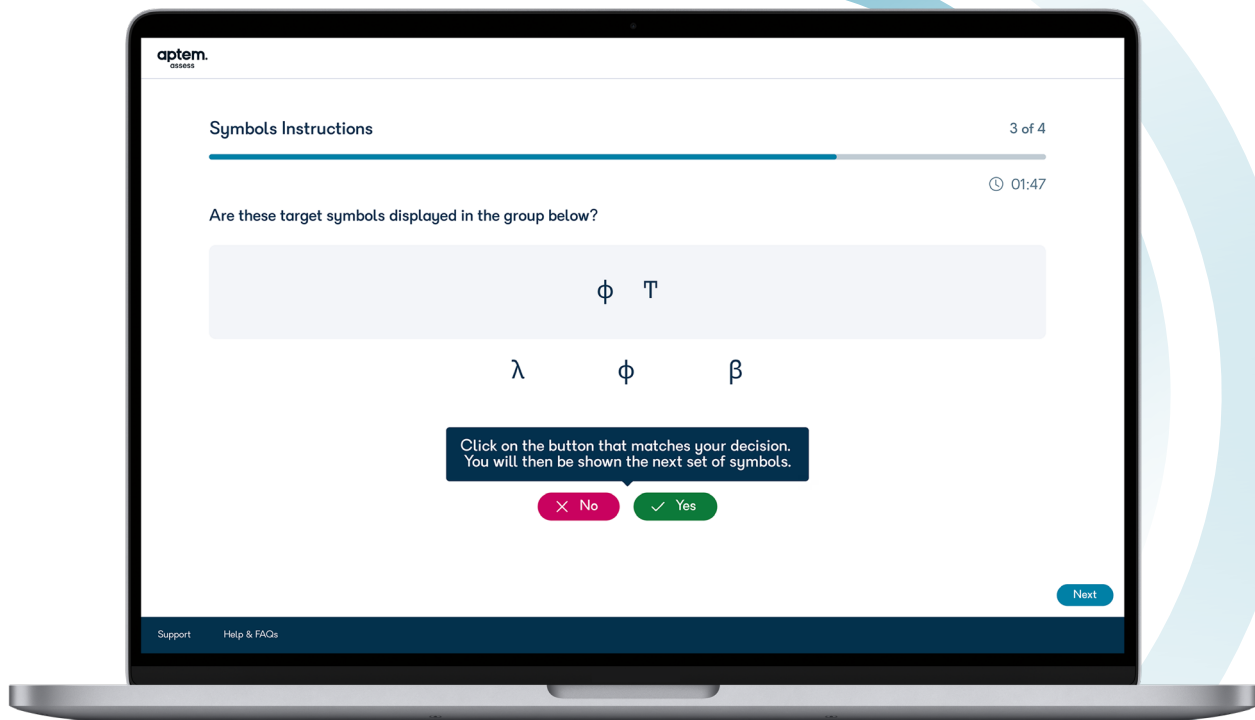 aptem.
assess
Symbols Instructions
3 of 4
01:47
Are these target symbols displayed in the group below?
ϕ Ͳ
λ ϕ β
Click on the button that matches your decision.
You will then be shown the next set of symbols.
No
Yes
Next
Support
Help & FAQs